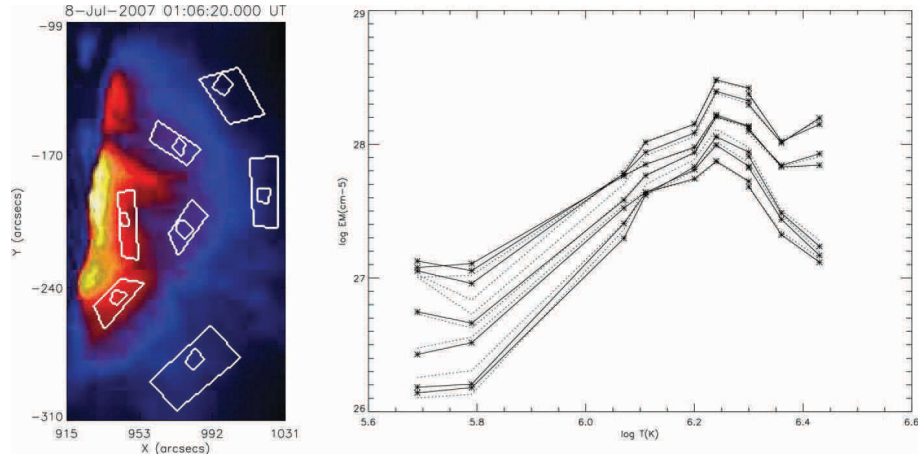 8-Jul-2007 01:06:20.000 UT
-99
-170
-240
-310
Y (arcsecs)
915 953 992 1031
X (arcsecs)
29
28
27
26
log EM(cm-5)
5.6 5.8 6.0 6.2 6.4 6.6
log T(K)